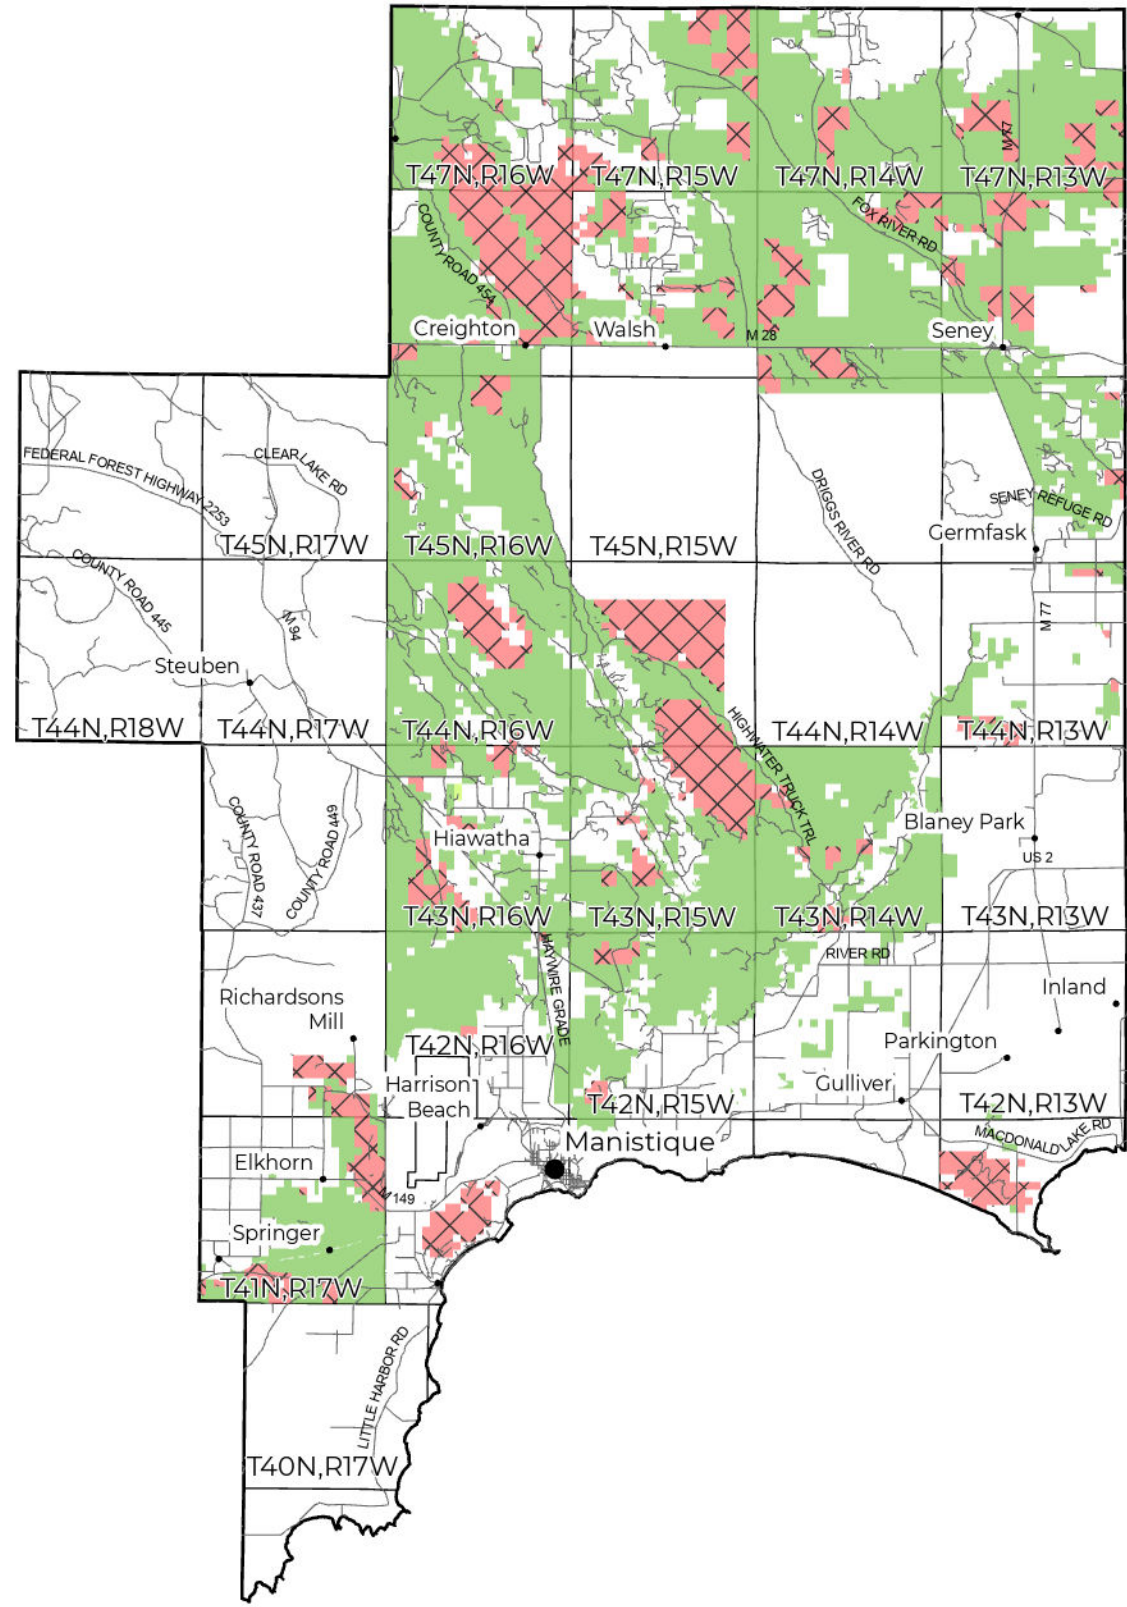 M 77
T47N,R16W
T47N,R15W
T47N,R14W
T47N,R13W
COUNTY ROAD 454
FOX RIVER RD
Creighton
Walsh
M 28
Seney
FEDERAL FOREST HIGHWAY 2253
CLEAR LAKE RD
DRIGGS RIVER RD
SENEY REFUGE RD
Germfask
T45N,R17W
T45N,R16W
T45N,R15W
COUNTY ROAD 445
M 94
M 77
Steuben
T44N,R18W
T44N,R17W
T44N,R16W
HIGHWATER TRUCK TRL
T44N,R14W
T44N,R13W
COUNTY ROAD 437
COUNTY ROAD 449
Hiawatha
Blaney Park
US 2
T43N,R16W
T43N,R15W
T43N,R14W
T43N,R13W
HAYWIRE GRADE
RIVER RD
Richardsons
Mill
Inland
T42N,R16W
Parkington
Harrison
Beach
Gulliver
T42N,R15W
T42N,R13W
MACDONALD LAKE RD
Manistique
Elkhorn
M 149
Springer
T41N,R17W
LITTLE HARBOR RD
T40N,R17W